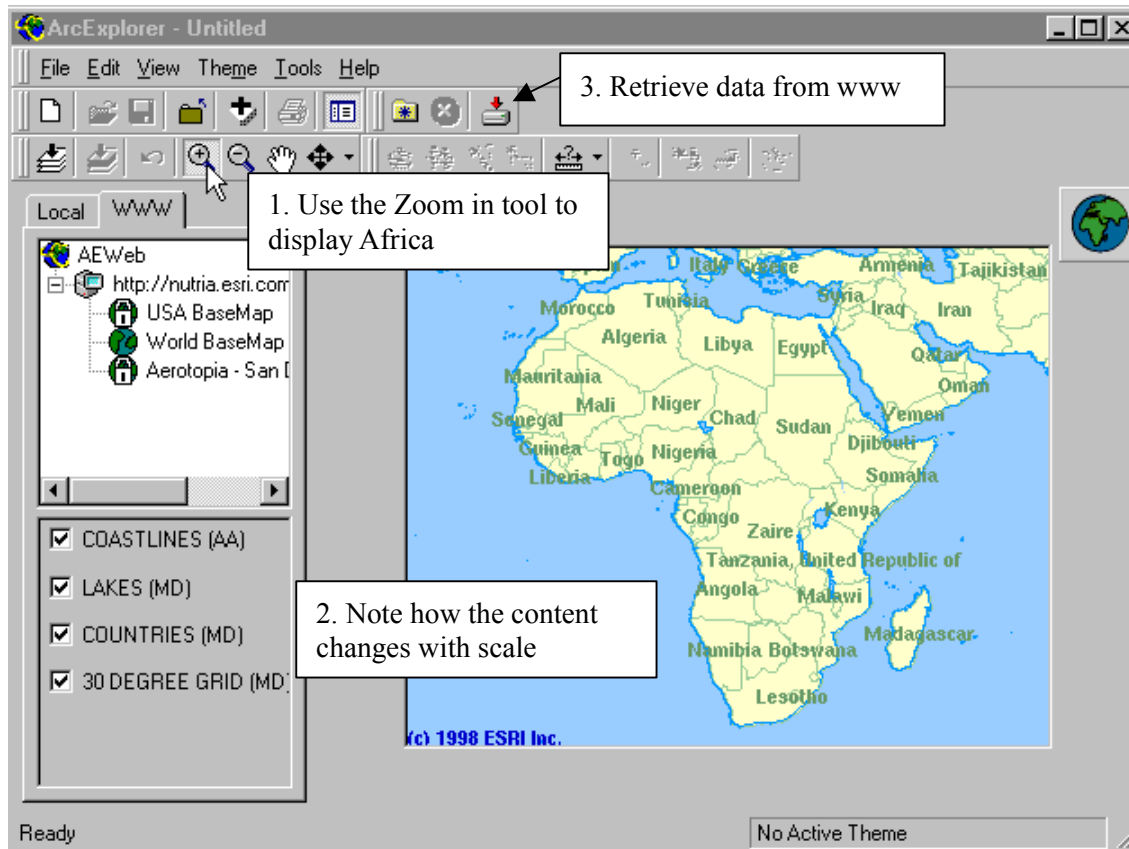 ArcExplorer - Untitled
File Edit View Theme Tools Help
3. Retrieve data from www
1. Use the Zoom in tool to
display Africa
Local WWW
AEWeb
http://nutria.esri.com
USA BaseMap
World BaseMap
Aerotopia - San D
COASTLINES (AA)
LAKES (MD)
COUNTRIES (MD)
30 DEGREE GRID (MD)
2. Note how the content
changes with scale
Italy Greece Armenia Tajikistan
Morocco Tunisia Syria Iraq Iran
Algeria Libya Egypt Qatar
Mauritania Oman
Mali Niger Chad Sudan Yemen
Senegal Djibouti
Guinea Togo Nigeria Somalia
Liberia Cameroon
Congo Zaire Kenya
Tanzania, United Republic of
Angola Malawi
Madagascar
Namibia Botswana
Lesotho
(c) 1998 ESRI Inc.
Ready No Active Theme